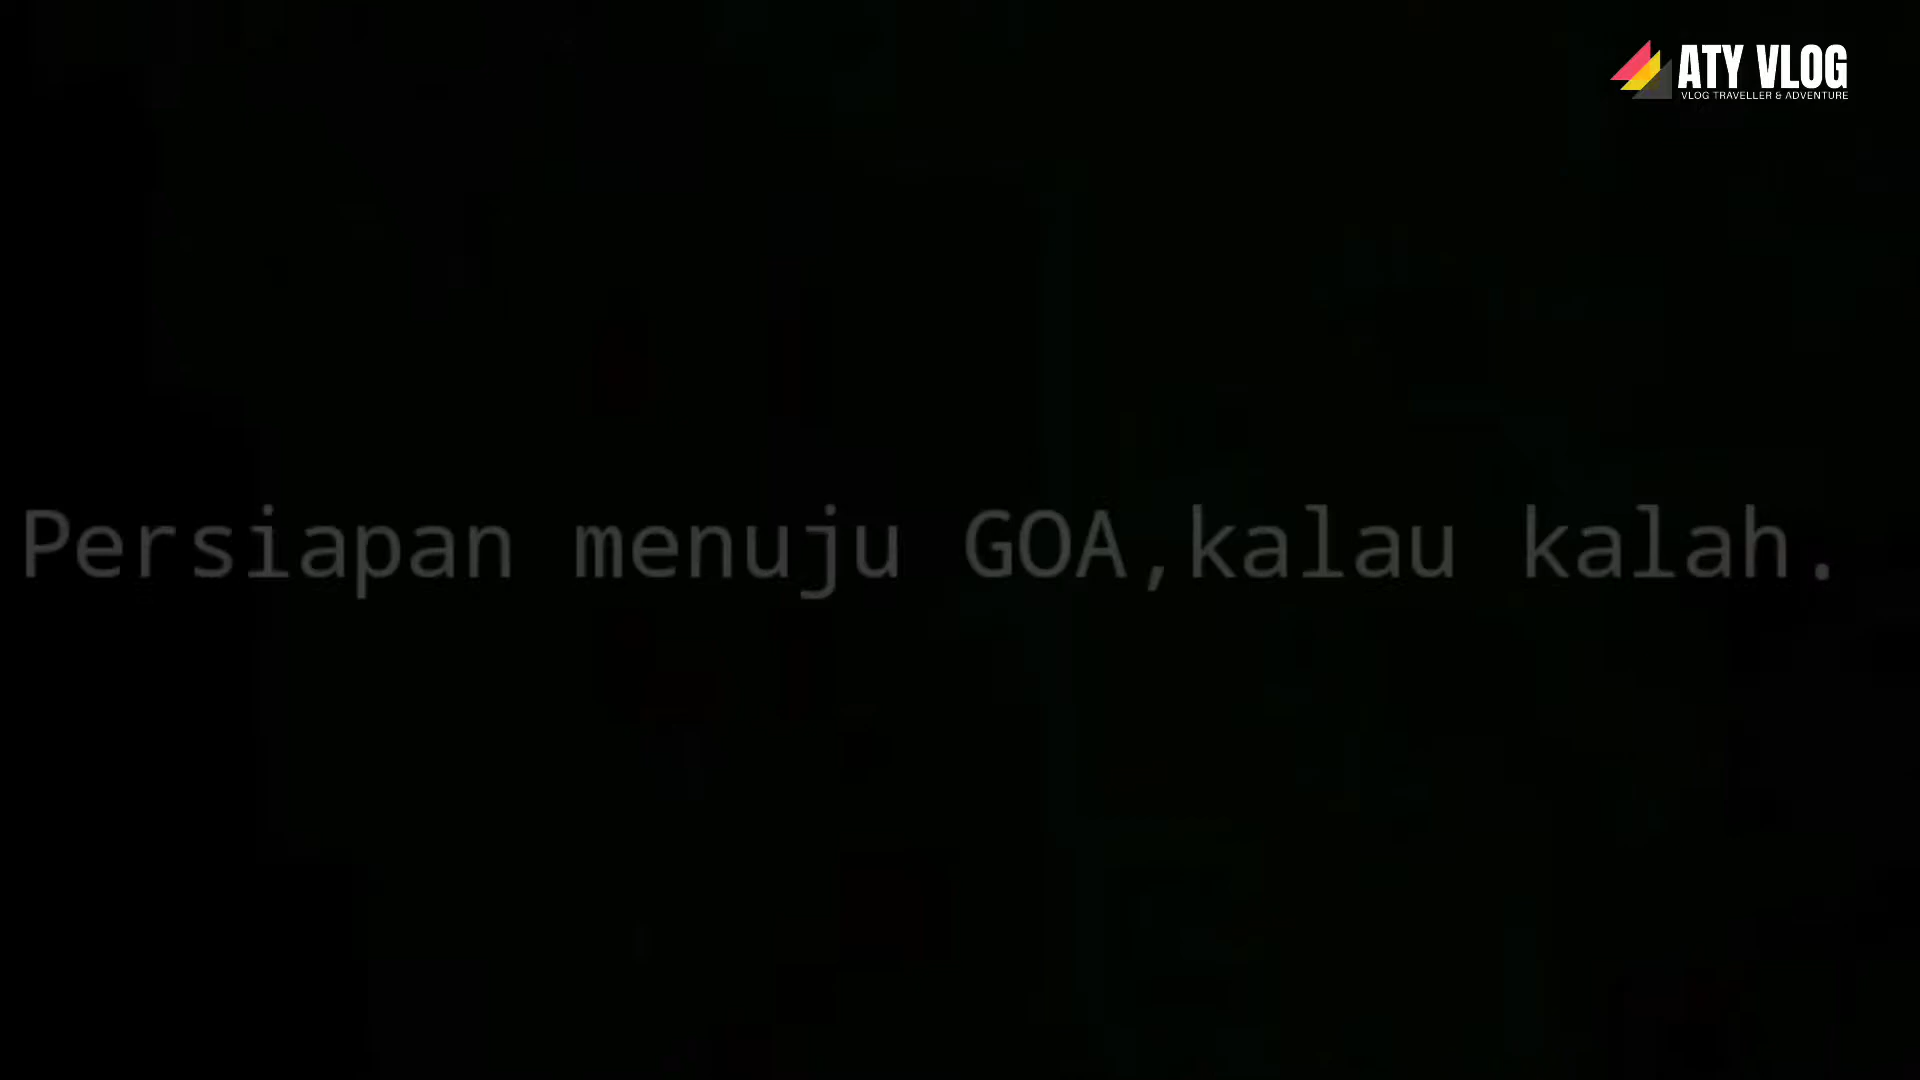 ATY VLOG
VLOG TRAVELLER & ADVENTURE
Persiapan menuju GOA,kalau kalah.